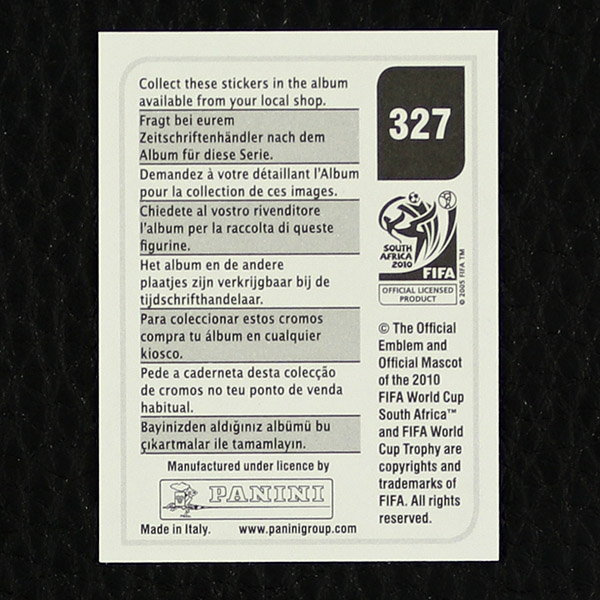 Collect these stickers in the album
available from your local shop.
Fragt bei eurem
Zeitschriftenhändler nach dem
Album für diese Serie.
Demandez à votre détaillant l'Album
pour la collection de ces images.
Chiedete al vostro rivenditore
l'album per la raccolta di queste
figurine.
Het album en de andere
plaatjes zijn verkrijgbaar bij de
tijdschrifthandelaar.
Para coleccionar estos cromos
compra tu álbum en cualquier
kiosco.
Pede a caderneta desta colecção
de cromos no teu ponto de venda
habitual.
Bayinizden aldığınız albümü bu
çıkartmalar ile tamamlayın.
Manufactured under licence by
PANINI
Made in Italy. www.paninigroup.com
327
SOUTH
AFRICA
2010
FIFA
OFFICIAL LICENSED
PRODUCT
© 2005 FIFA TM
© The Official
Emblem and
Official Mascot
of the 2010
FIFA World Cup
South Africa™
and FIFA World
Cup Trophy are
copyrights and
trademarks of
FIFA. All rights
reserved.